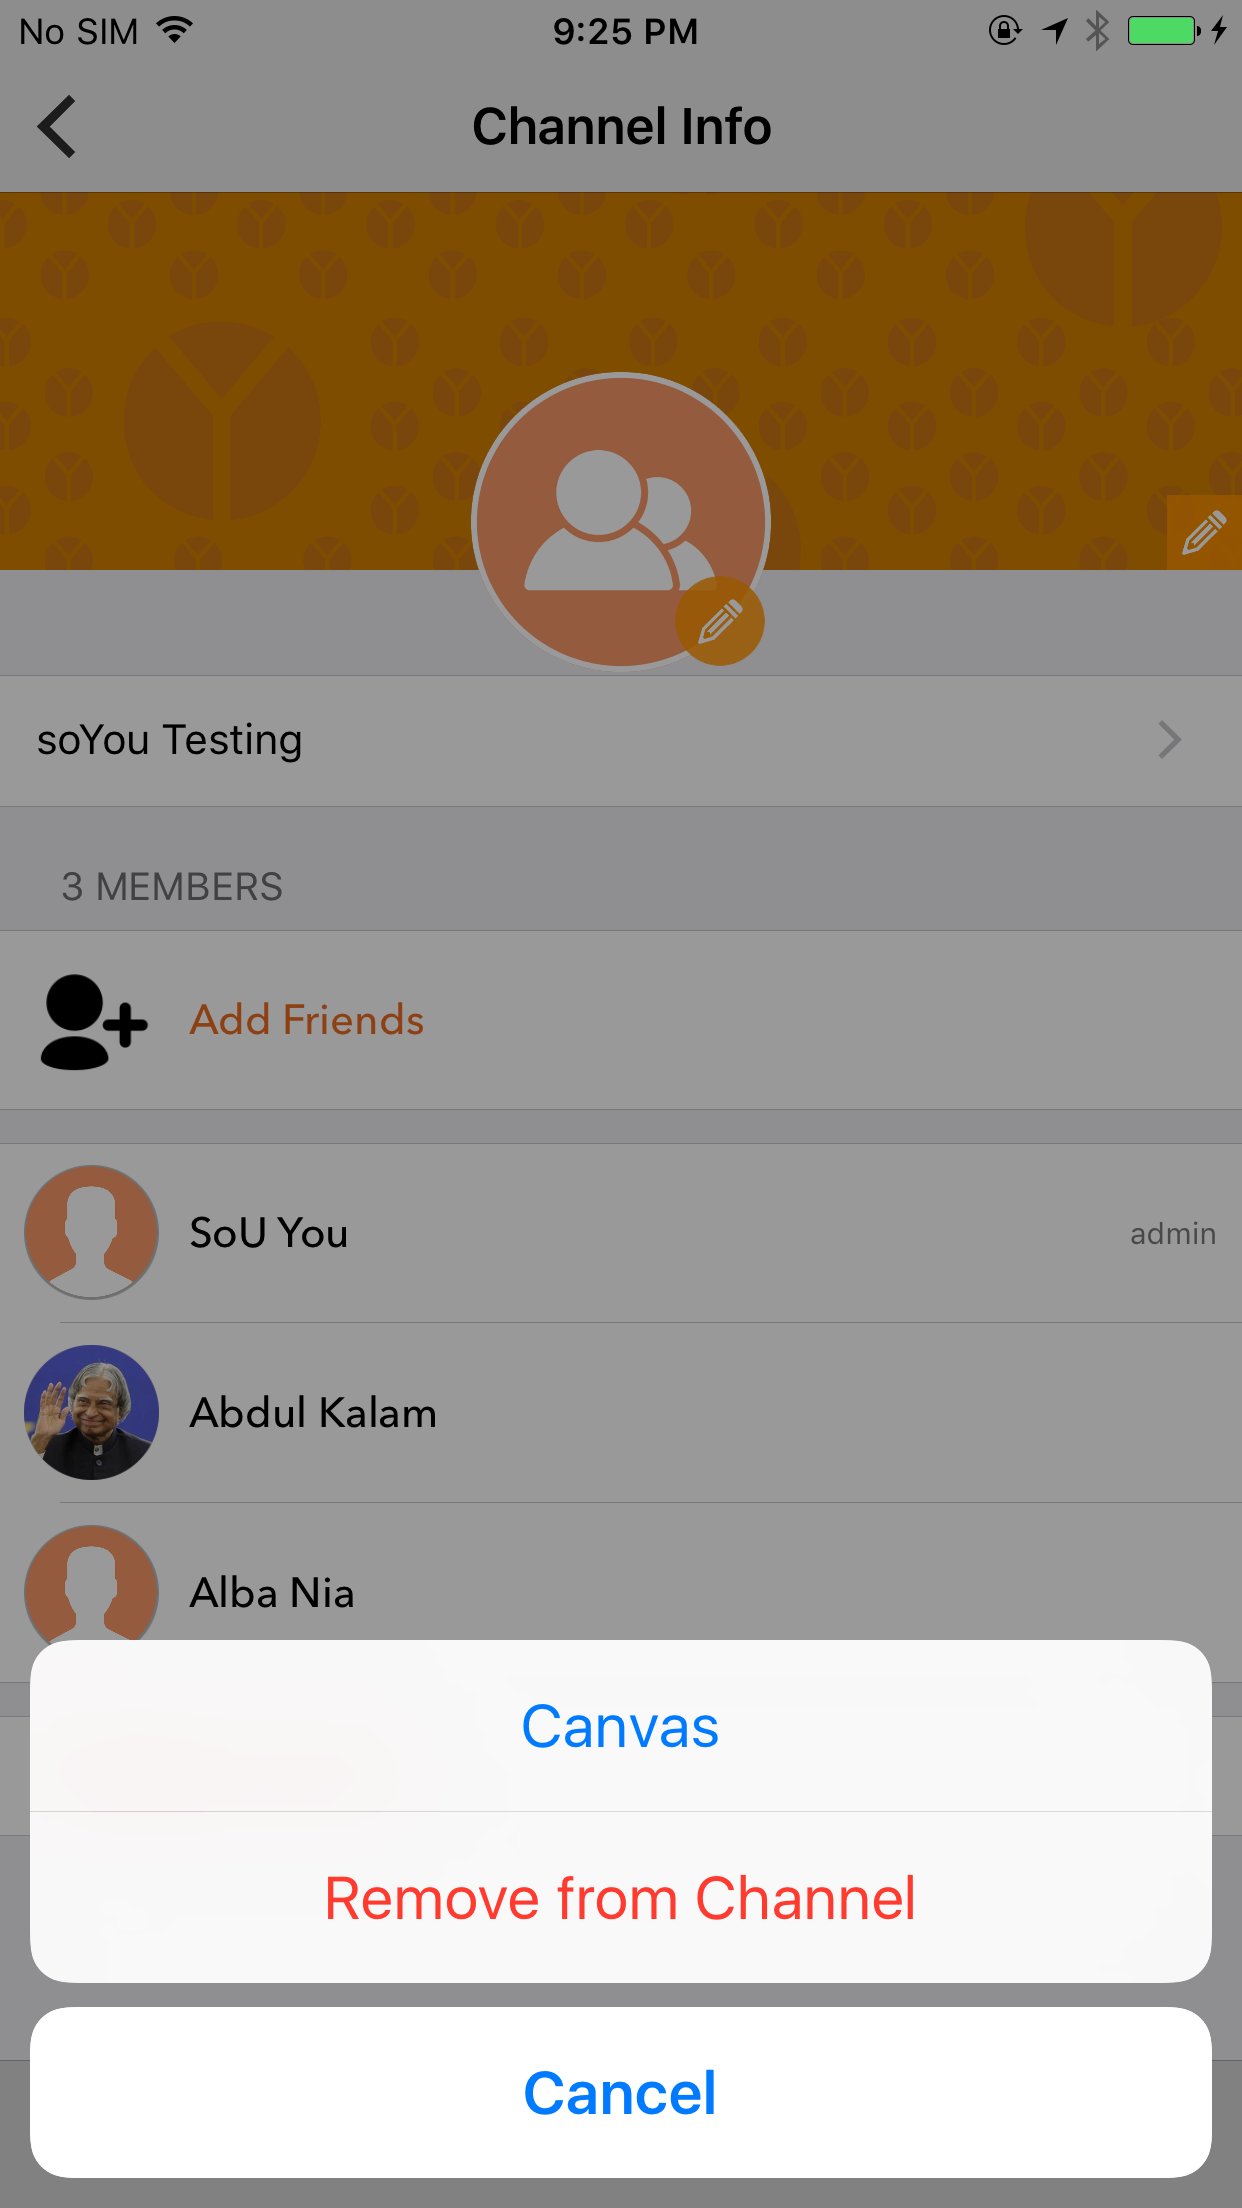 No SIM 9:25 PM
Channel Info
soYou Testing
3 MEMBERS
Add Friends
SoU You admin
Abdul Kalam
Alba Nia
Canvas
Remove from Channel
Cancel